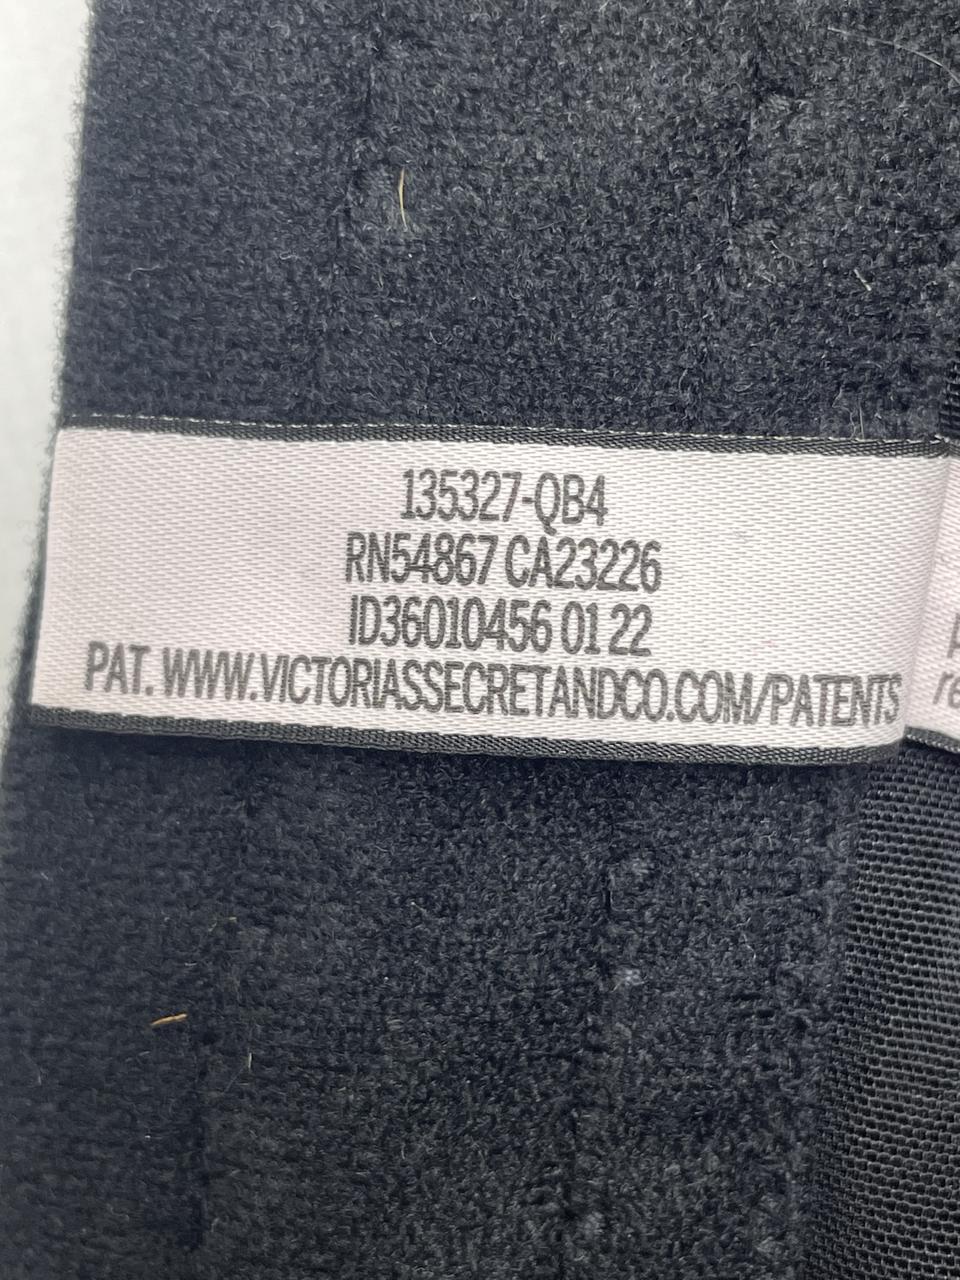 135327-QB4
RN54867 CA23226
ID36010456 01 22
PAT. WWW.VICTORIASSECRETANDCO.COM/PATENTS